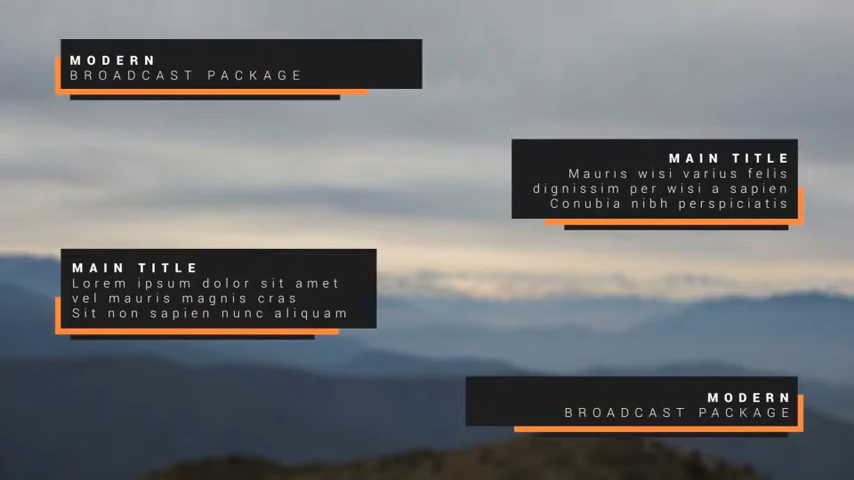 MODERN
BROADCAST PACKAGE
MAIN TITLE
Mauris wisi varius felis
dignissim per wisi a sapien
Conubia nibh perspiciatis
MAIN TITLE
Lorem ipsum dolor sit amet
vel mauris magnis cras
Sit non sapien nunc aliquam
MODERN
BROADCAST PACKAGE